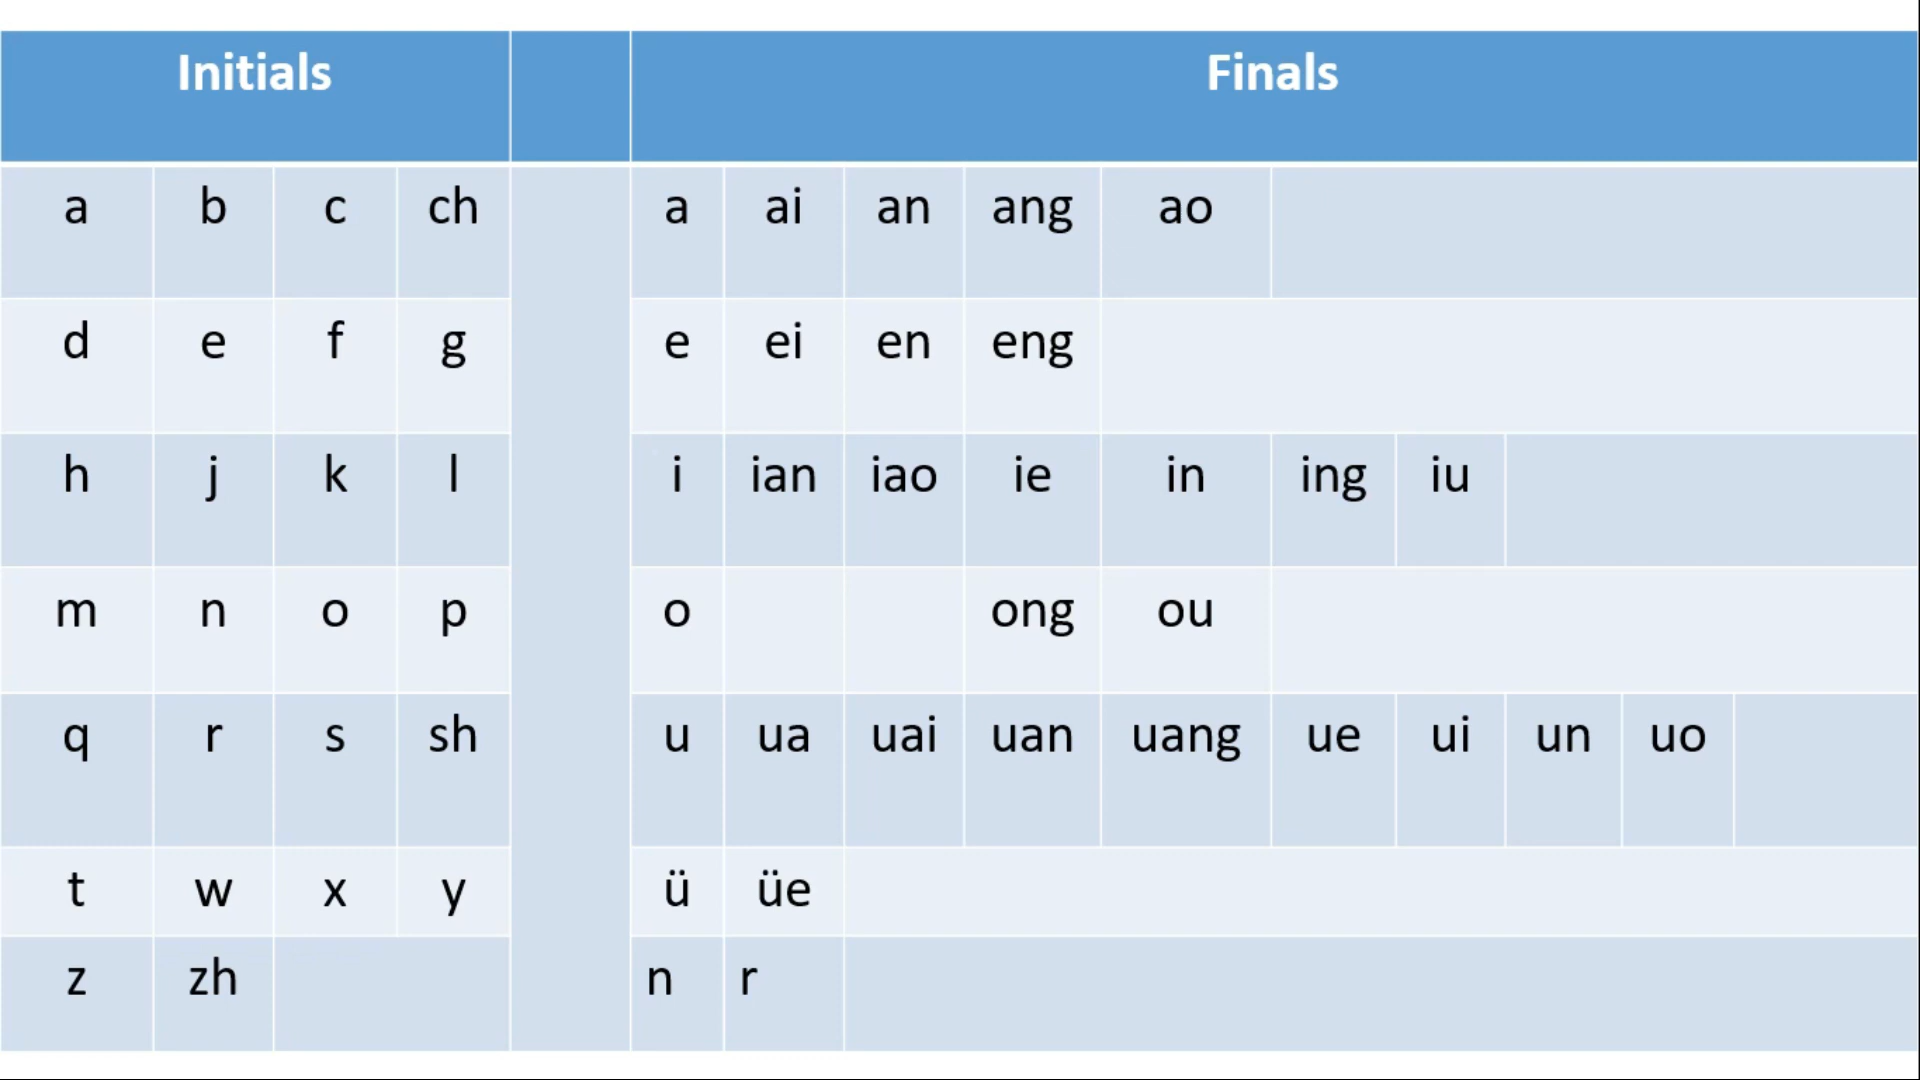 Initials Finals
a b c ch a ai an ang ao
d e f g e ei en eng
h j k l i ian iao ie in ing iu
m n o p o ong ou
q r s sh u ua uai uan uang ue ui un uo
t w x y ü üe
z zh n r